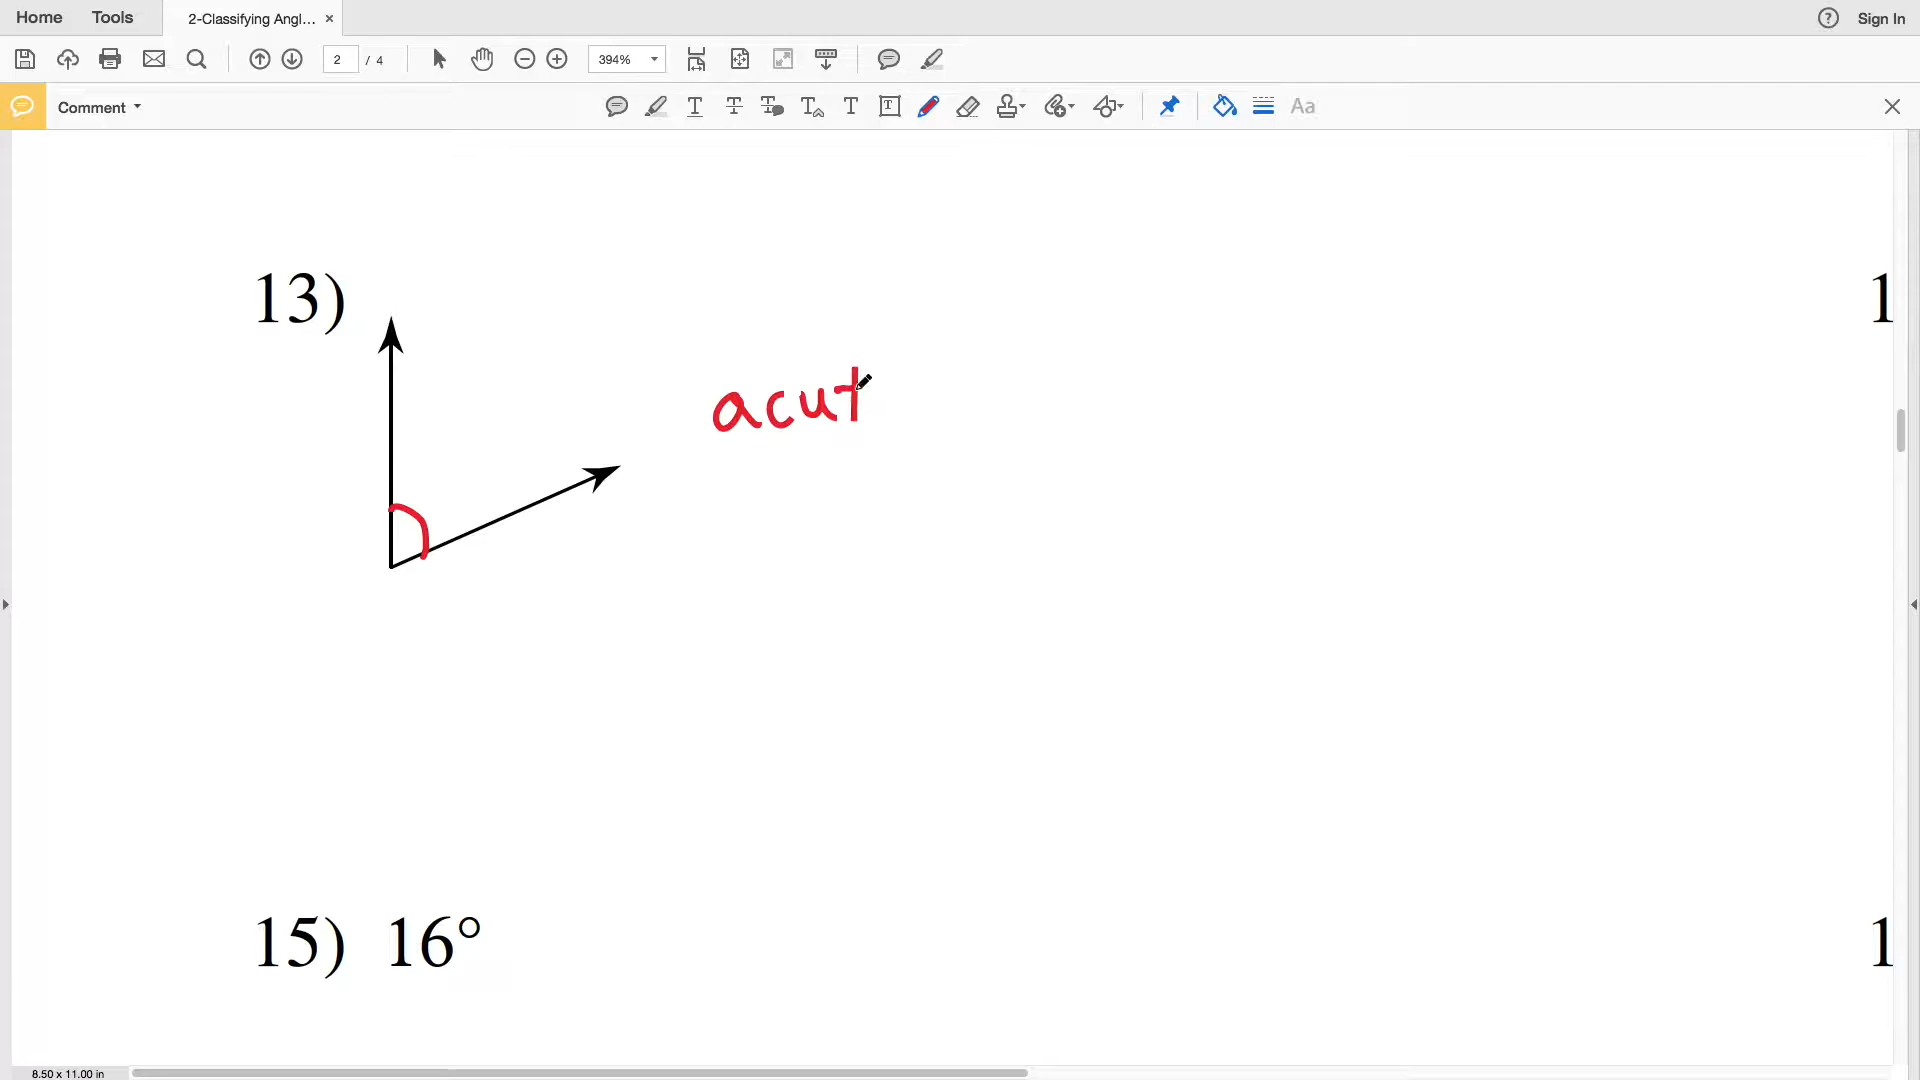 Home Tools 2-Classifying Angl... × ? Sign In
2 / 4 394%
Comment T T T T T T Aa
13) 1
acut
15) 16° 1
8.50 x 11.00 in